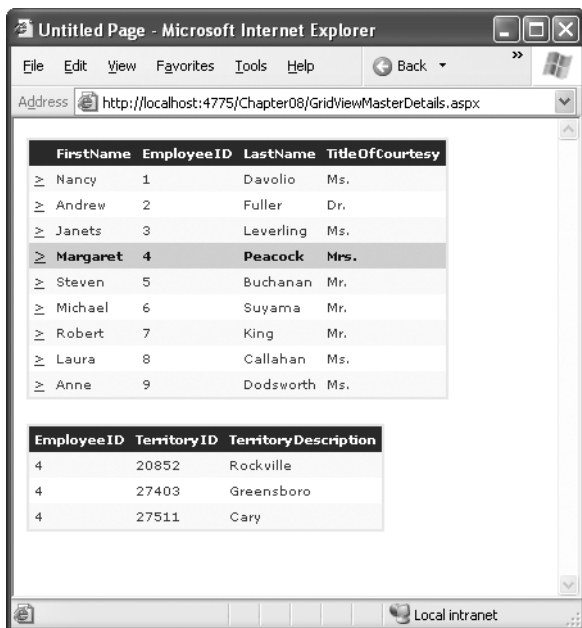 Untitled Page - Microsoft Internet Explorer
File Edit View Favorites Tools Help Back »
Address http://localhost:4775/Chapter08/GridViewMasterDetails.aspx
FirstName EmployeeID LastName TitleOfCourtesy
> Nancy 1 Davolio Ms.
> Andrew 2 Fuller Dr.
> Janets 3 Leverling Ms.
> Margaret 4 Peacock Mrs.
> Steven 5 Buchanan Mr.
> Michael 6 Suyama Mr.
> Robert 7 King Mr.
> Laura 8 Callahan Ms.
> Anne 9 Dodsworth Ms.
EmployeeID TerritoryID TerritoryDescription
4 20852 Rockville
4 27403 Greensboro
4 27511 Cary
Local intranet